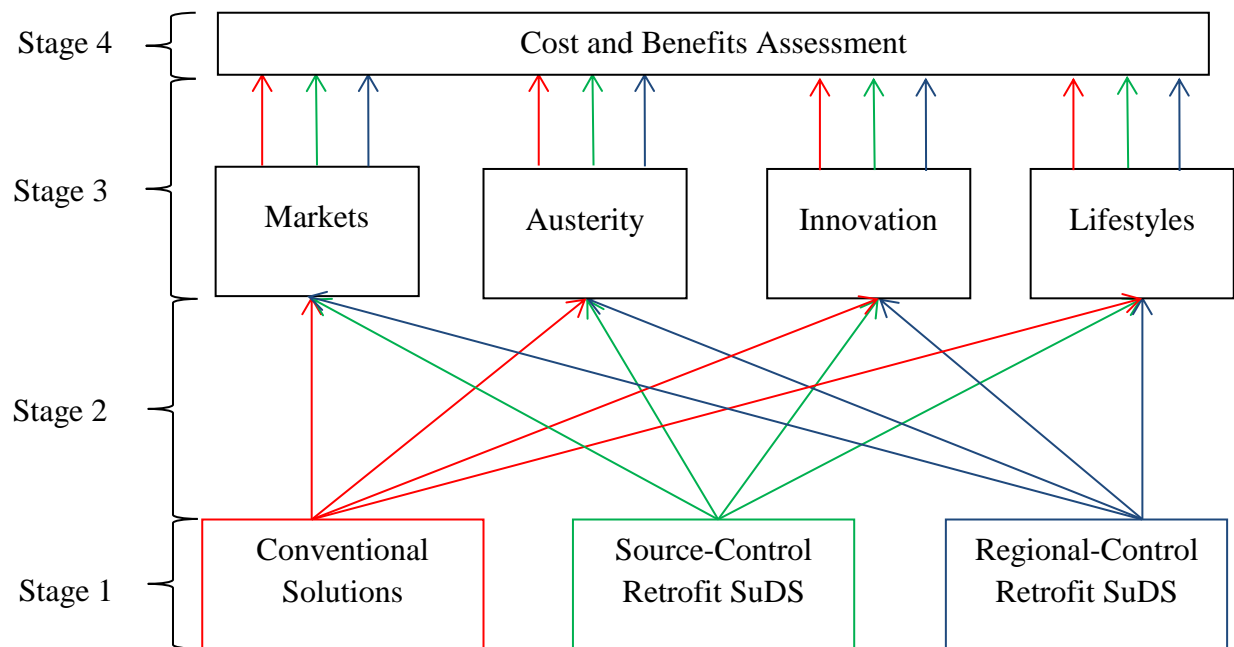 Stage 4
Cost and Benefits Assessment
Stage 3
Markets
Austerity
Innovation
Lifestyles
Stage 2
Stage 1
Conventional
Solutions
Source-Control
Retrofit SuDS
Regional-Control
Retrofit SuDS